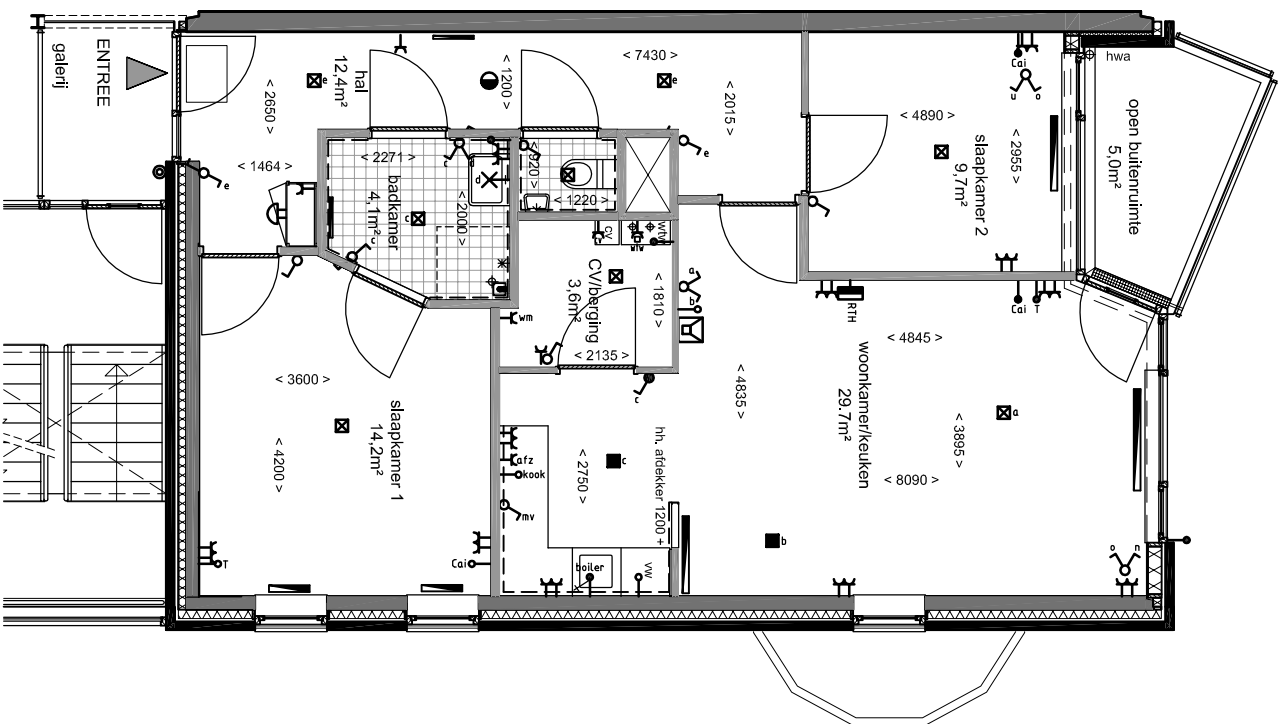 galerij
ENTREE
< 2650 >
e
hal
12,4m²
< 1200 >
< 7430 >
e
< 2015 >
< 4890 >
Cai
hwa
open buitenruimte
5,0m²
slaapkamer 2
9,7m²
< 2955 >
< 1464 >
e
< 2271 >
badkamer
4,1m²
< 2000 >
c
c
d
< 920 >
< 1220 >
e
cv
wtw
WTW
CV/berging
3,6m²
< 1810 >
a
b
wm
< 2135 >
c
RTH
Cai
T
< 4845 >
woonkamer/keuken
29.7m²
< 4835 >
< 3895 >
a
< 8090 >
< 3600 >
slaapkamer 1
14,2m²
< 4200 >
T
Cai
afz
kook
mv
< 2750 >
c
hh. afdekker 1200 +
b
boiler
vw
o
n